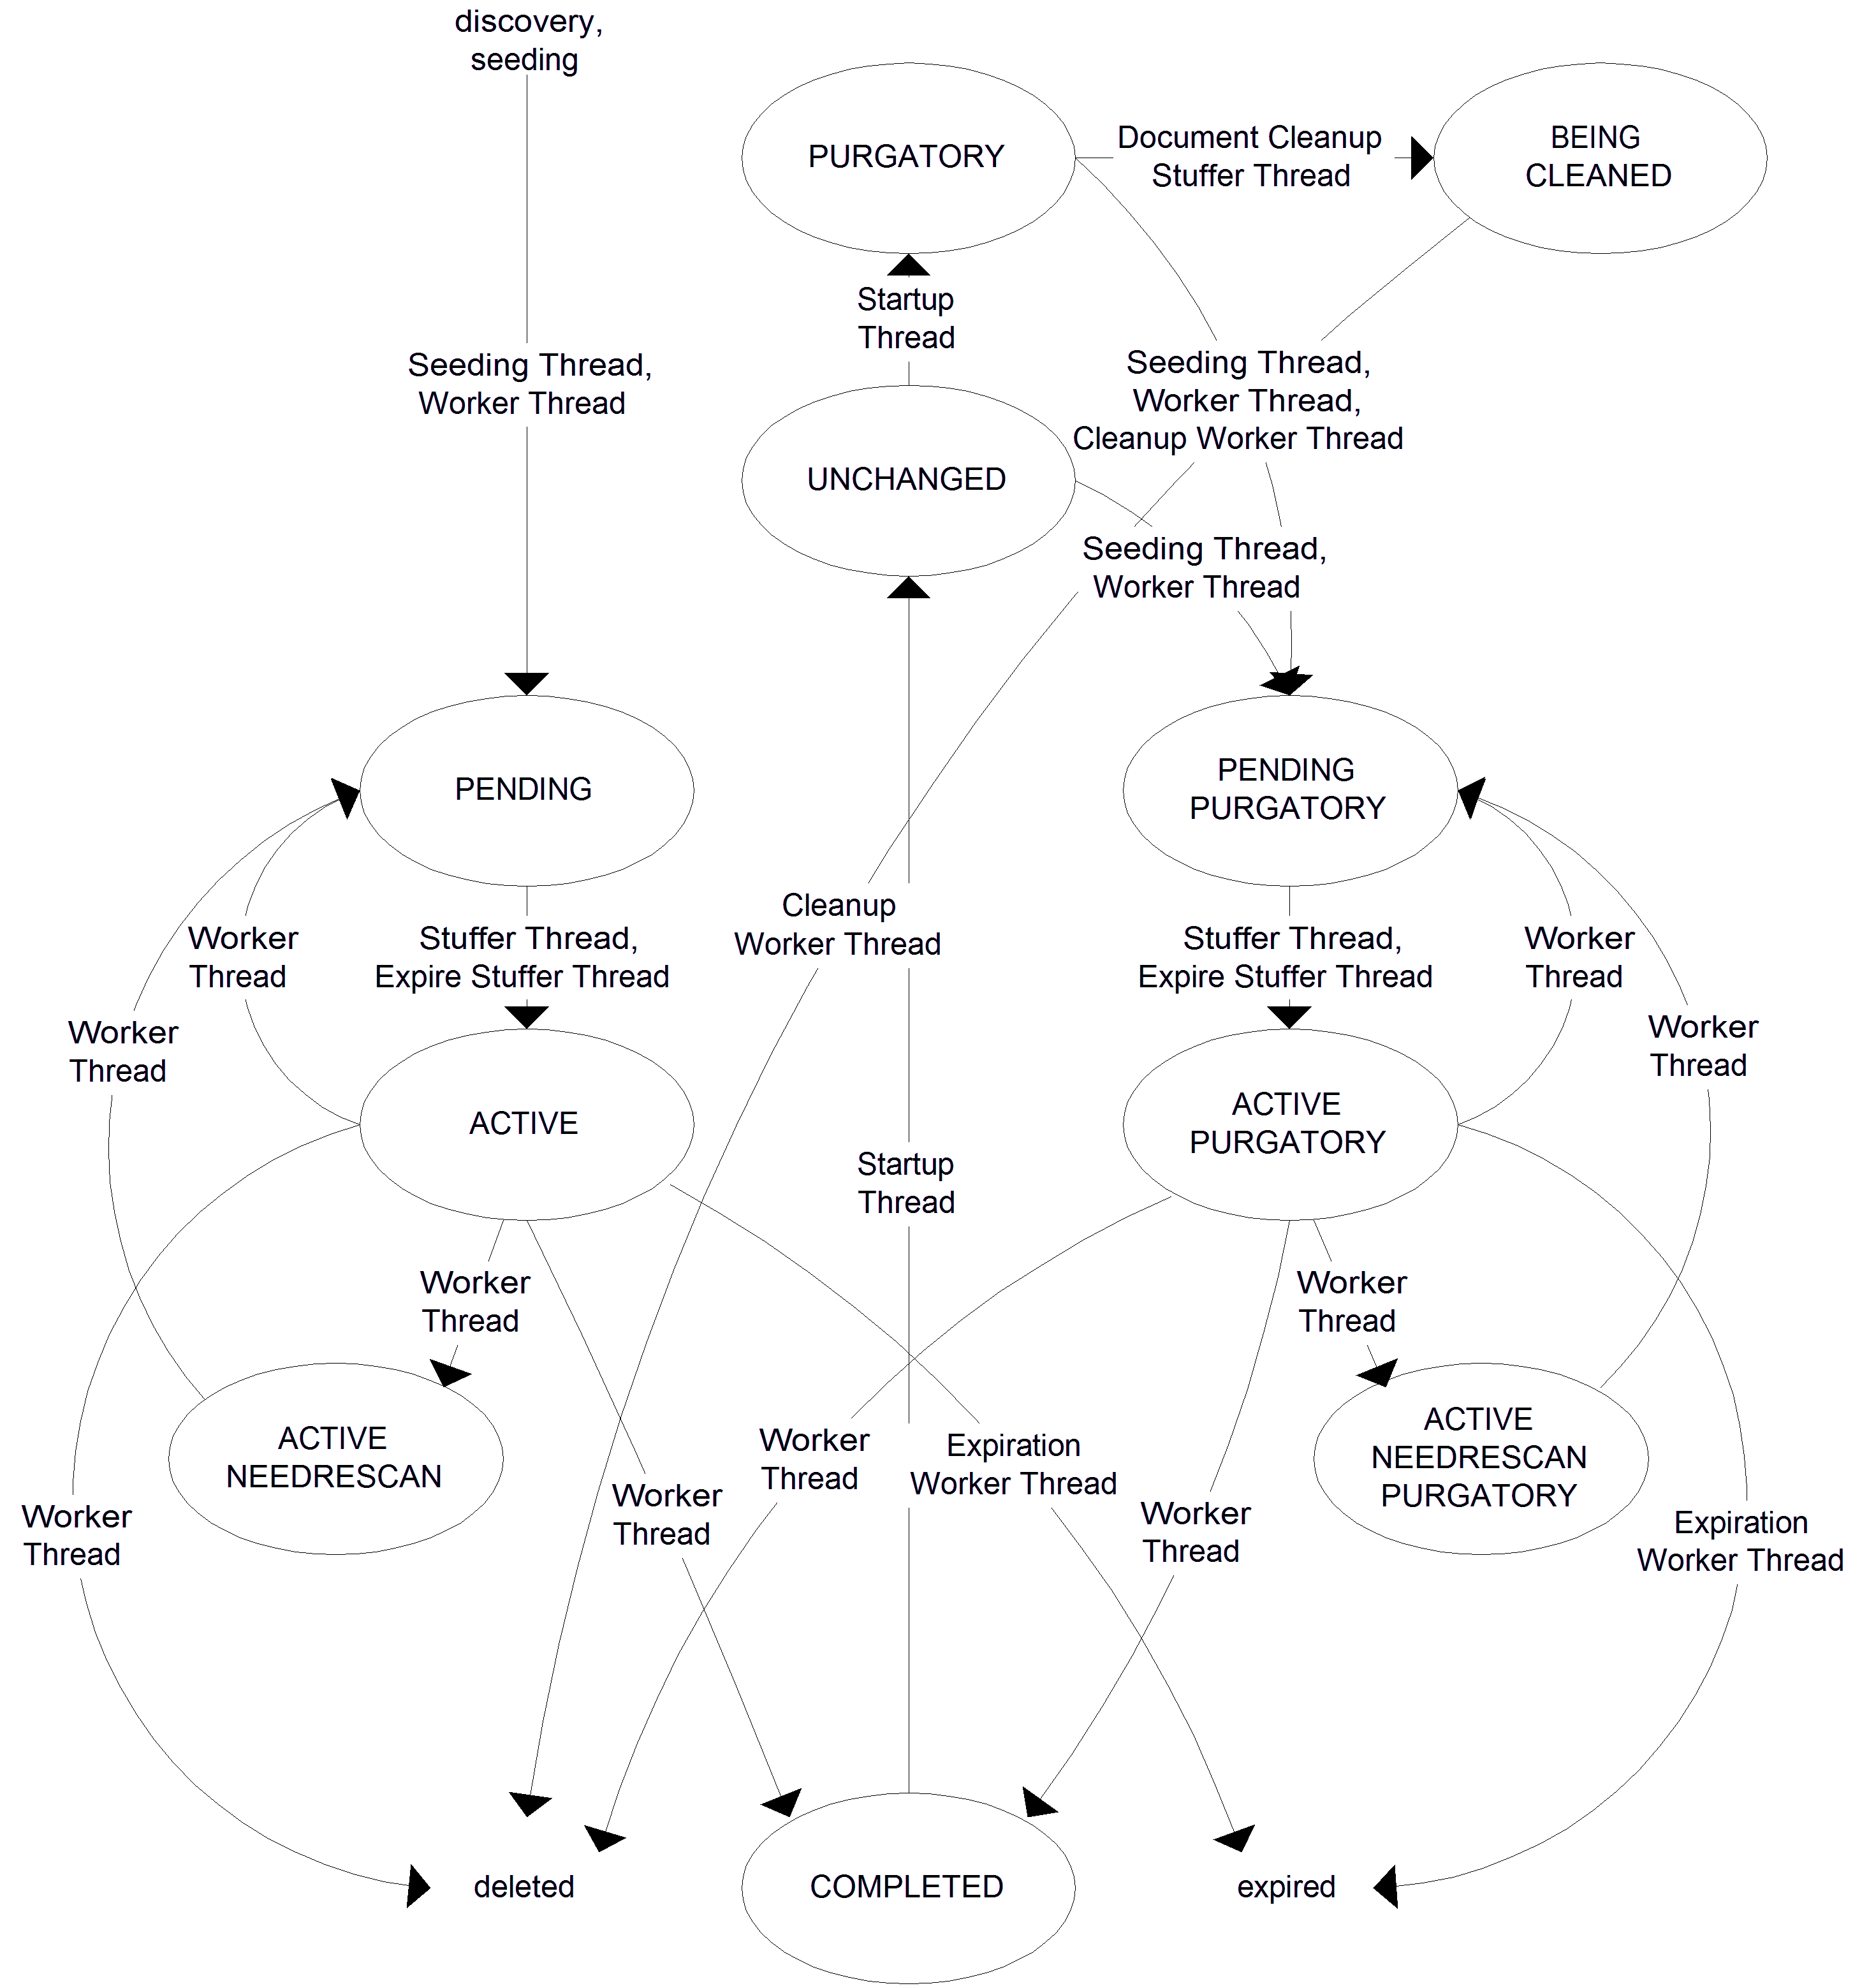 discovery,
seeding
PURGATORY
Document Cleanup
Stuffer Thread
BEING
CLEANED
Startup
Thread
Seeding Thread,
Worker Thread
Seeding Thread,
Worker Thread,
Cleanup Worker Thread
UNCHANGED
Seeding Thread,
Worker Thread
PENDING
PENDING
PURGATORY
Cleanup
Worker Thread
Worker
Thread
Stuffer Thread,
Expire Stuffer Thread
Stuffer Thread,
Expire Stuffer Thread
Worker
Thread
Worker
Thread
Worker
Thread
ACTIVE
ACTIVE
PURGATORY
Startup
Thread
Worker
Thread
Worker
Thread
ACTIVE
NEEDRESCAN
Worker
Thread
Expiration
Worker Thread
ACTIVE
NEEDRESCAN
PURGATORY
Worker
Thread
Worker
Thread
Worker
Thread
Expiration
Worker Thread
deleted
COMPLETED
expired